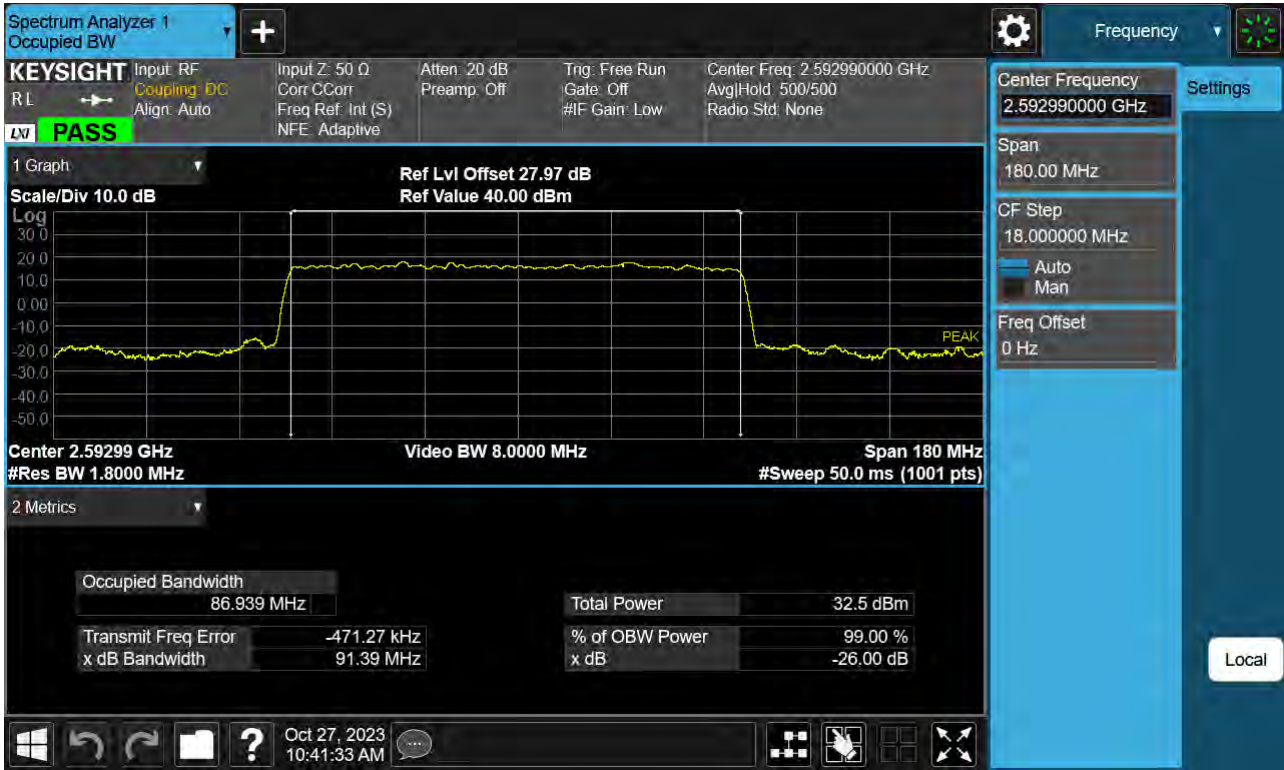 Spectrum Analyzer 1
Occupied BW
+
Frequency
KEYSIGHT
RL
LXI
PASS
Input: RF
Coupling: DC
Align: Auto
Input Z: 50 Ω
Corr CCorr
Freq Ref: Int (S)
NFE: Adaptive
Atten: 20 dB
Preamp: Off
Trig: Free Run
Gate: Off
#IF Gain: Low
Center Freq: 2.592990000 GHz
Avg|Hold: 500/500
Radio Std: None
1 Graph
Scale/Div 10.0 dB
Ref Lvl Offset 27.97 dB
Ref Value 40.00 dBm
Log
30.0
20.0
10.0
0.00
-10.0
-20.0
-30.0
-40.0
-50.0
PEAK
Center 2.59299 GHz
Video BW 8.0000 MHz
Span 180 MHz
#Res BW 1.8000 MHz
#Sweep 50.0 ms (1001 pts)
2 Metrics
Occupied Bandwidth
86.939 MHz
Transmit Freq Error -471.27 kHz
x dB Bandwidth 91.39 MHz
Total Power 32.5 dBm
% of OBW Power 99.00 %
x dB -26.00 dB
Center Frequency
2.592990000 GHz
Span
180.00 MHz
CF Step
18.000000 MHz
Auto
Man
Freq Offset
0 Hz
Settings
Local
?
Oct 27, 2023
10:41:33 AM